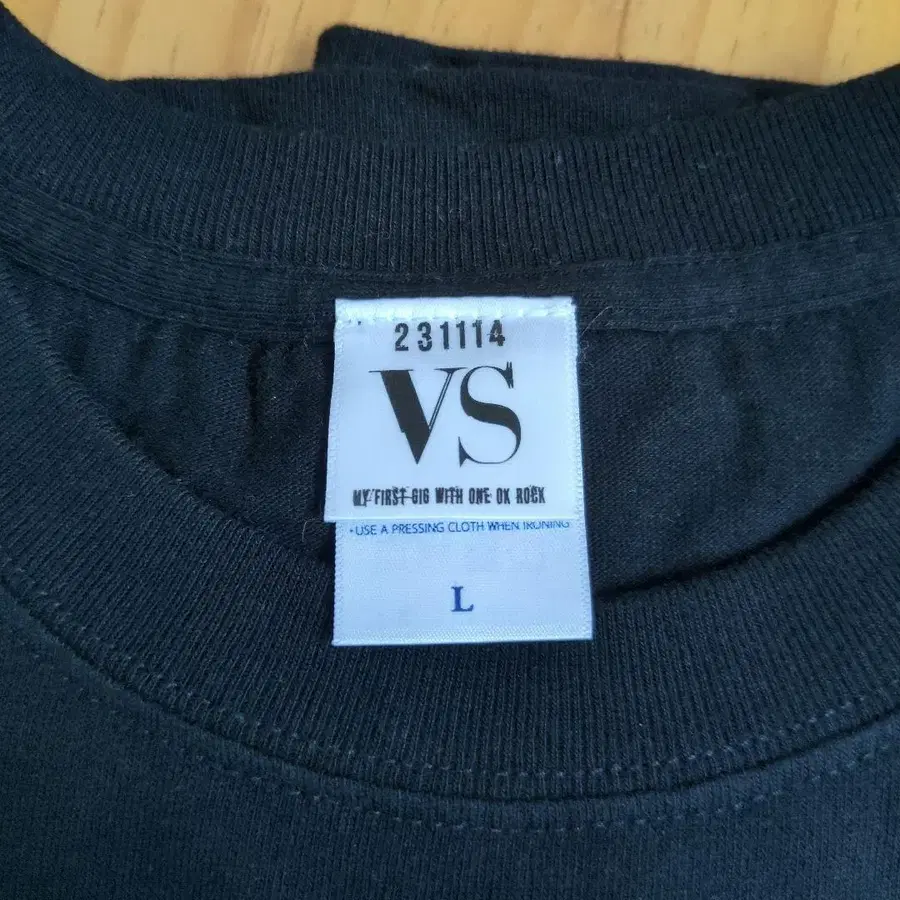 231114
VS
MY FIRST GIG WITH ONE OK ROCK
・USE A PRESSING CLOTH WHEN IRONING
L